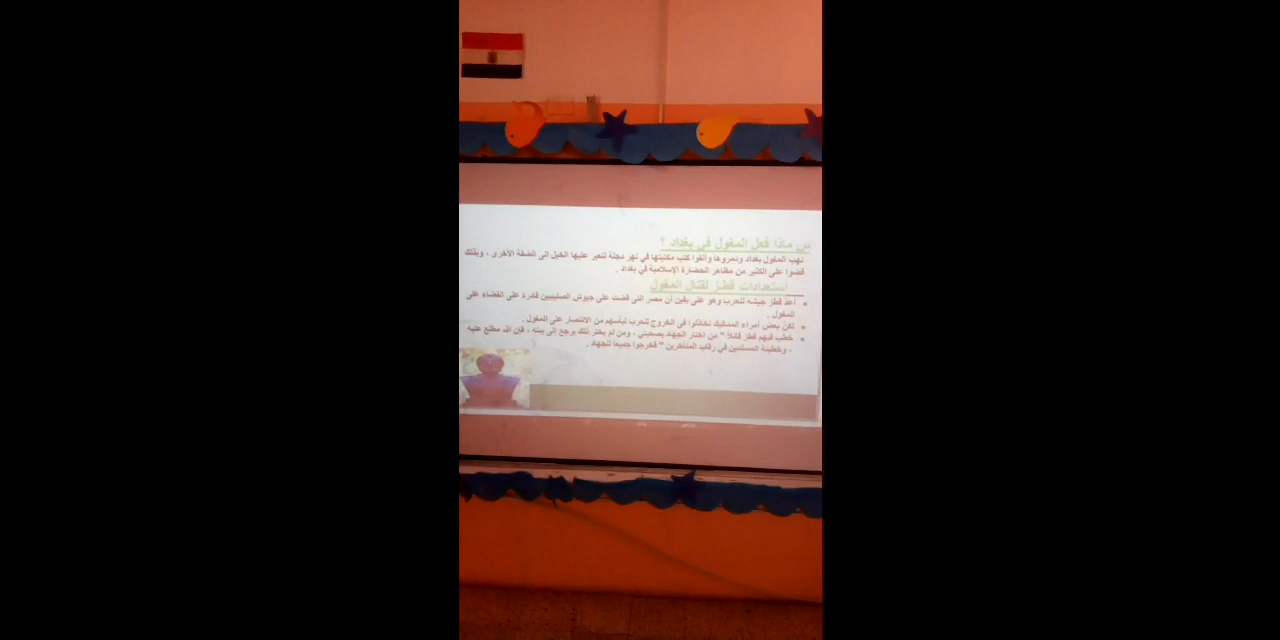 س ماذا فعل المغول في بغداد ؟
نهب المغول بغداد ودمروها وألقوا كتب مكتبتها في نهر دجلة لتعبر عليها الخيل الى الضفة الاخرى ، وبذلك
قضوا على الكثير من مظاهر الحضارة الإسلامية في بغداد .
استعدادات قطز لقتال المغول
أعد قطز جيشه للحرب وهو على يقين أن مصر التى قضت على جيوش الصليبيين قادرة على القضاء على
المغول .
لكن بعض أمراء المماليك تخاذلوا في الخروج للحرب ليأسهم من الانتصار على المغول .
خطب فيهم قطز قائلاً " من اختار الجهاد يصحبني ، ومن لم يختر ذلك يرجع إلى بيته ، فان الله مطلع عليه
، وخطيئة المسلمين في رقاب المتأخرين " فخرجوا جميعا للجهاد .